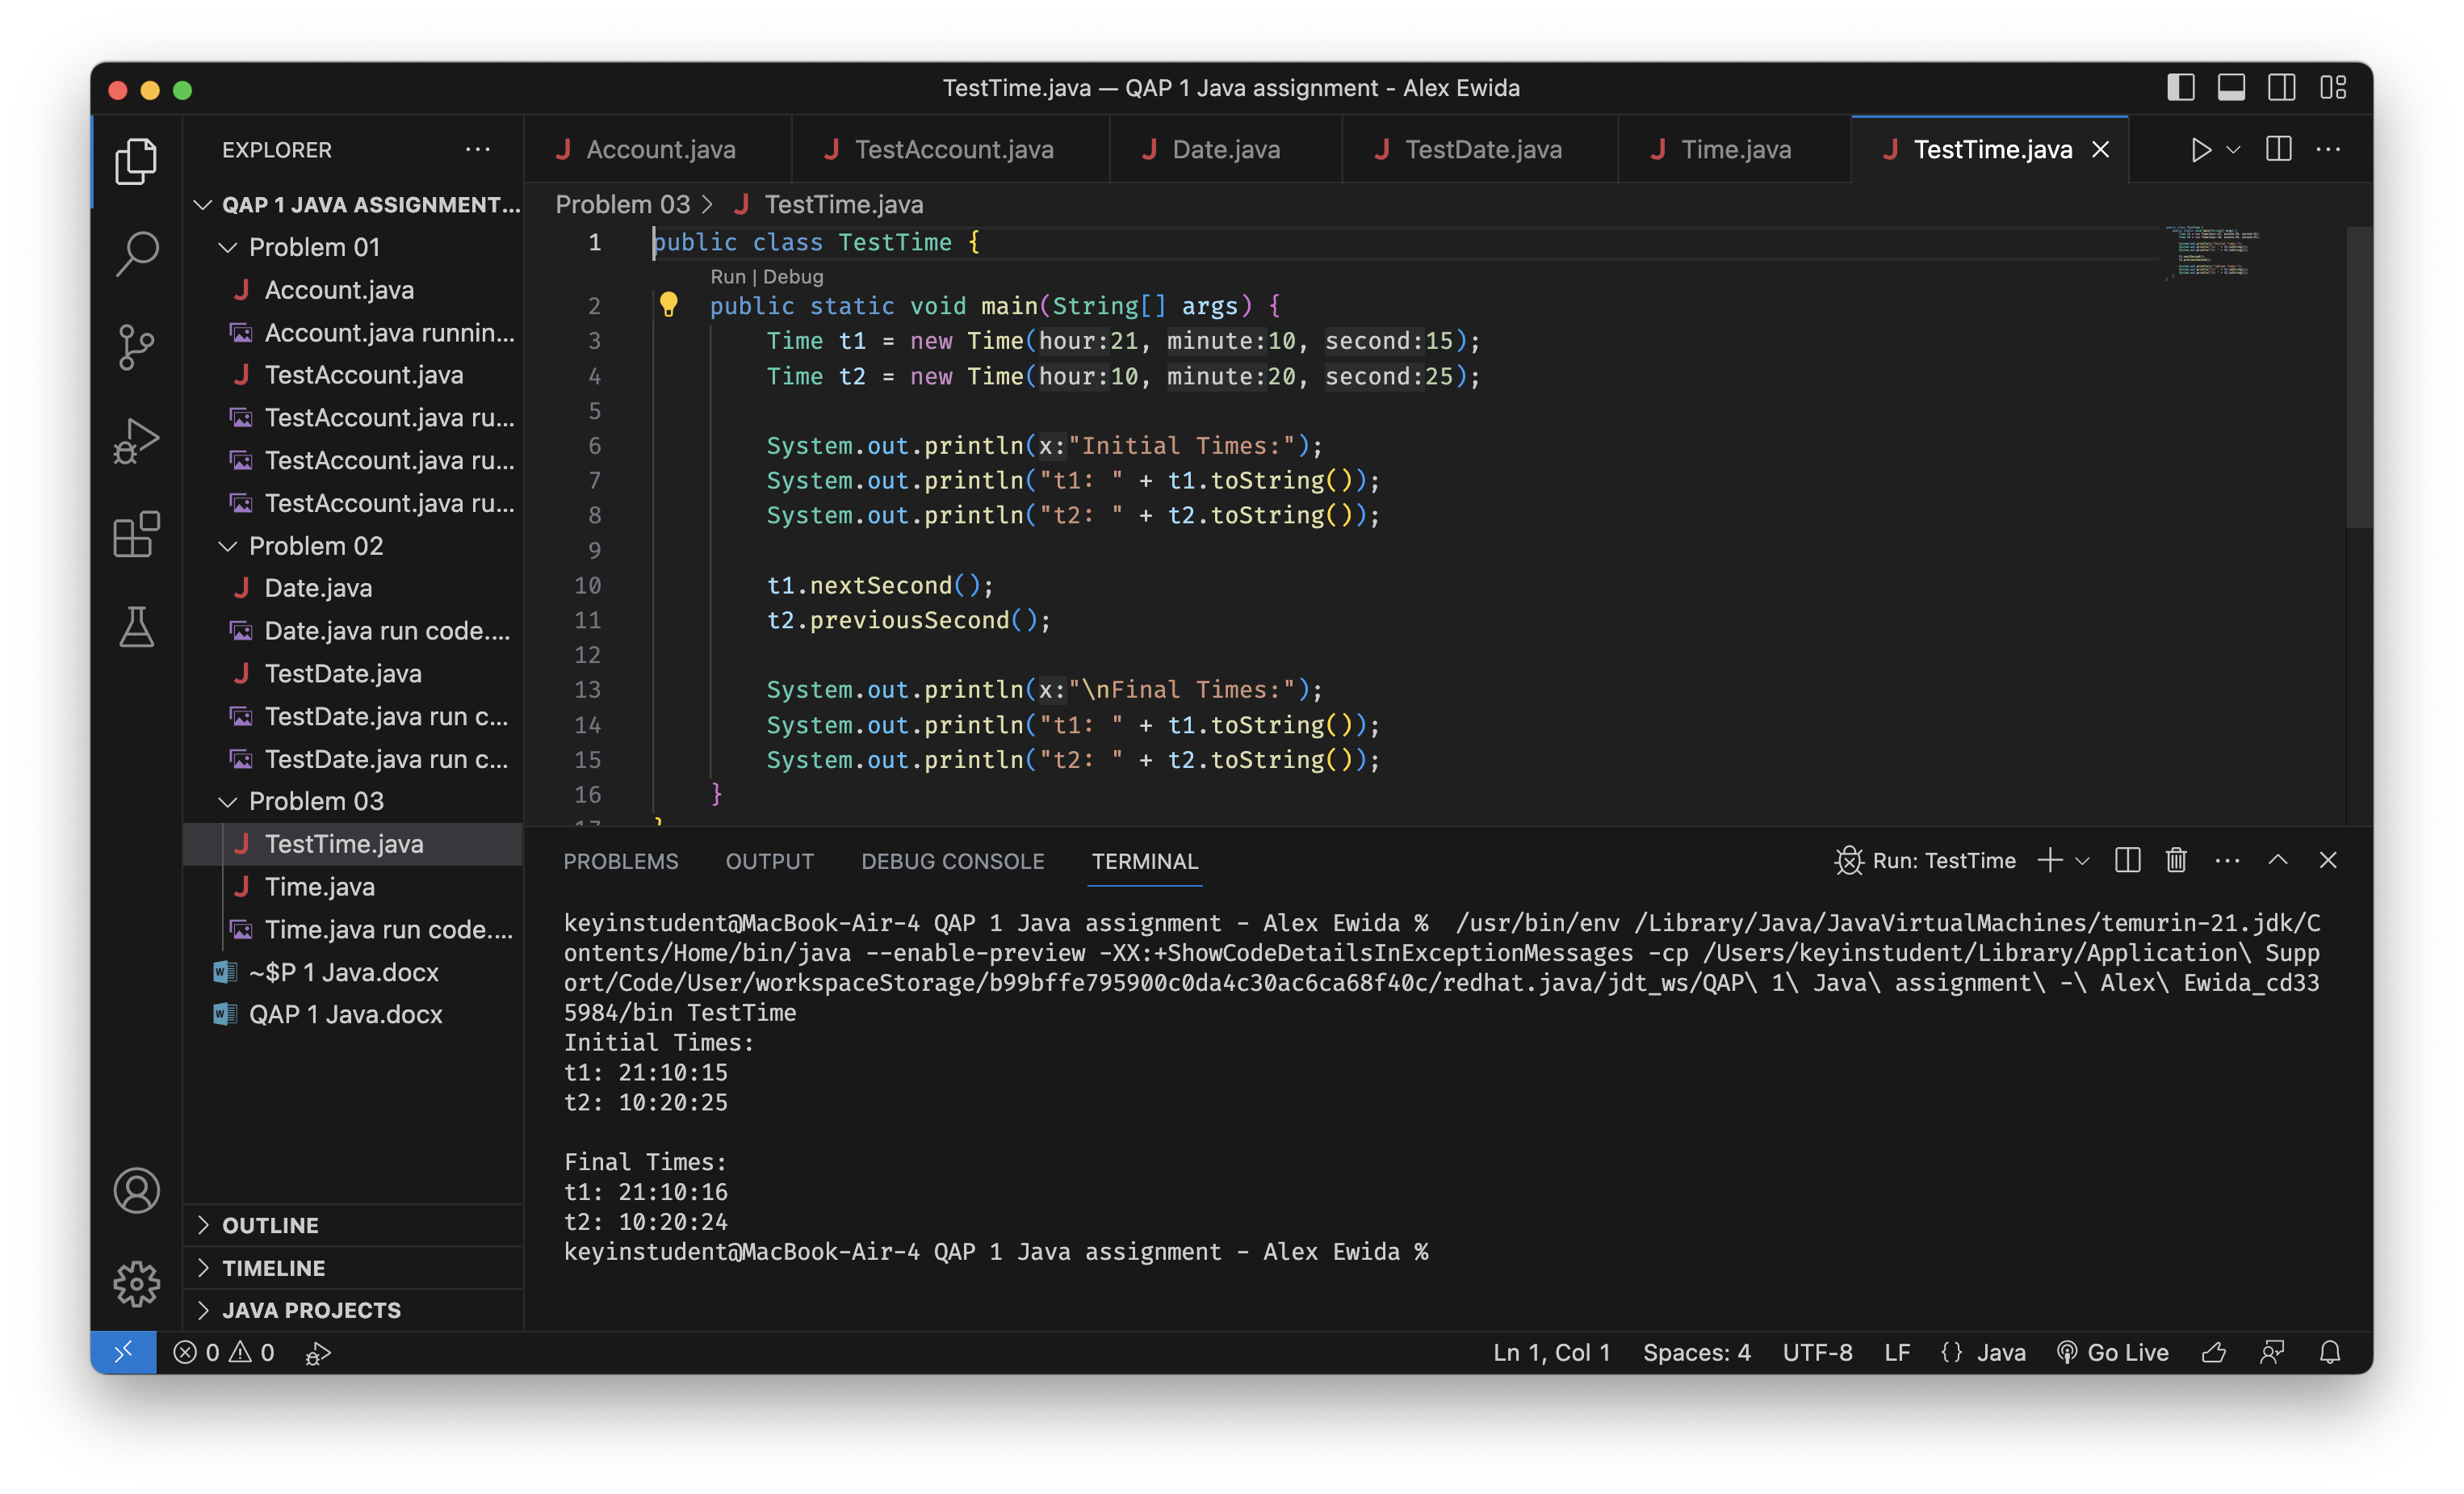 TestTime.java — QAP 1 Java assignment - Alex Ewida
EXPLORER
QAP 1 JAVA ASSIGNMENT...
Problem 01
Account.java
Account.java runnin...
TestAccount.java
TestAccount.java ru...
TestAccount.java ru...
TestAccount.java ru...
Problem 02
Date.java
Date.java run code....
TestDate.java
TestDate.java run c...
TestDate.java run c...
Problem 03
TestTime.java
Time.java
Time.java run code....
~$P 1 Java.docx
QAP 1 Java.docx
OUTLINE
TIMELINE
JAVA PROJECTS
Account.java TestAccount.java Date.java TestDate.java Time.java TestTime.java
Problem 03 > TestTime.java
1 public class TestTime {
Run | Debug
2 public static void main(String[] args) {
3 Time t1 = new Time(hour:21, minute:10, second:15);
4 Time t2 = new Time(hour:10, minute:20, second:25);
5
6 System.out.println(x:"Initial Times:");
7 System.out.println("t1: " + t1.toString());
8 System.out.println("t2: " + t2.toString());
9
10 t1.nextSecond();
11 t2.previousSecond();
12
13 System.out.println(x:"\nFinal Times:");
14 System.out.println("t1: " + t1.toString());
15 System.out.println("t2: " + t2.toString());
16 }
17 }
PROBLEMS OUTPUT DEBUG CONSOLE TERMINAL Run: TestTime
keyinstudent@MacBook-Air-4 QAP 1 Java assignment - Alex Ewida %  /usr/bin/env /Library/Java/JavaVirtualMachines/temurin-21.jdk/C
ontents/Home/bin/java --enable-preview -XX:+ShowCodeDetailsInExceptionMessages -cp /Users/keyinstudent/Library/Application\ Supp
ort/Code/User/workspaceStorage/b99bffe795900c0da4c30ac6ca68f40c/redhat.java/jdt_ws/QAP\ 1\ Java\ assignment\ -\ Alex\ Ewida_cd33
5984/bin TestTime
Initial Times:
t1: 21:10:15
t2: 10:20:25
Final Times:
t1: 21:10:16
t2: 10:20:24
keyinstudent@MacBook-Air-4 QAP 1 Java assignment - Alex Ewida %
0 0 Ln 1, Col 1 Spaces: 4 UTF-8 LF {} Java Go Live